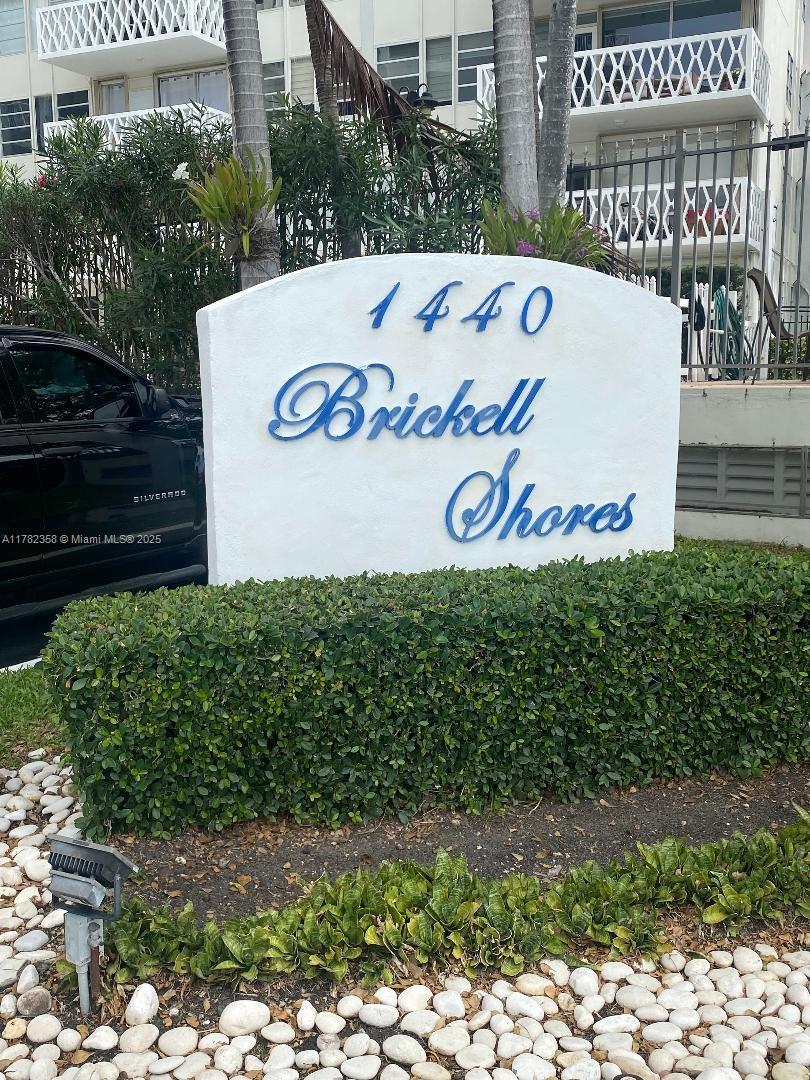 1440
Brickell
Shores
SILVERADO
A11782358 Miami MLS® 2025